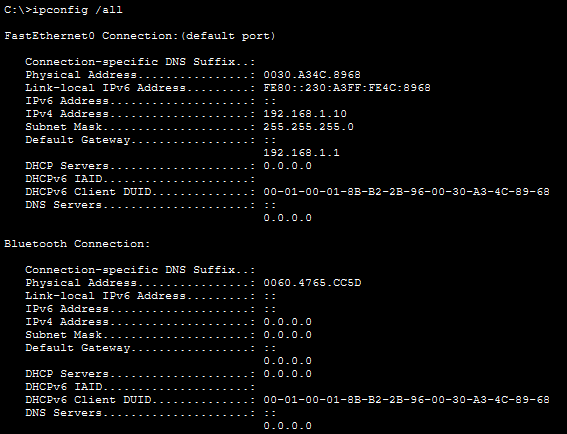 C:\>ipconfig /all
FastEthernet0 Connection:(default port)
Connection-specific DNS Suffix..:
Physical Address................: 0030.A34C.8968
Link-local IPv6 Address.........: FE80::230:A3FF:FE4C:8968
IPv6 Address....................: ::
IPv4 Address....................: 192.168.1.10
Subnet Mask.....................: 255.255.255.0
Default Gateway.................: ::
192.168.1.1
DHCP Servers....................: 0.0.0.0
DHCPv6 IAID.....................:
DHCPv6 Client DUID..............: 00-01-00-01-8B-B2-2B-96-00-30-A3-4C-89-68
DNS Servers.....................: ::
0.0.0.0
Bluetooth Connection:
Connection-specific DNS Suffix..:
Physical Address................: 0060.4765.CC5D
Link-local IPv6 Address.........: ::
IPv6 Address....................: ::
IPv4 Address....................: 0.0.0.0
Subnet Mask.....................: 0.0.0.0
Default Gateway.................: ::
0.0.0.0
DHCP Servers....................: 0.0.0.0
DHCPv6 IAID.....................:
DHCPv6 Client DUID..............: 00-01-00-01-8B-B2-2B-96-00-30-A3-4C-89-68
DNS Servers.....................: ::
0.0.0.0